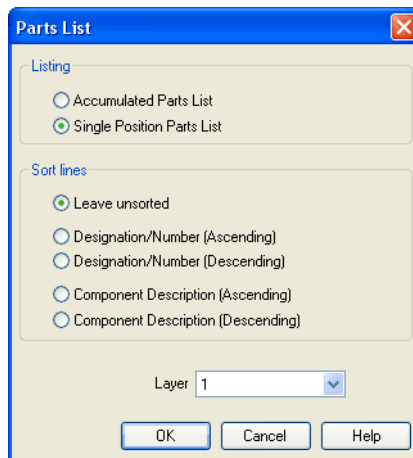 Parts List
Listing
Accumulated Parts List
Single Position Parts List
Sort lines
Leave unsorted
Designation/Number (Ascending)
Designation/Number (Descending)
Component Description (Ascending)
Component Description (Descending)
Layer 1
OK Cancel Help